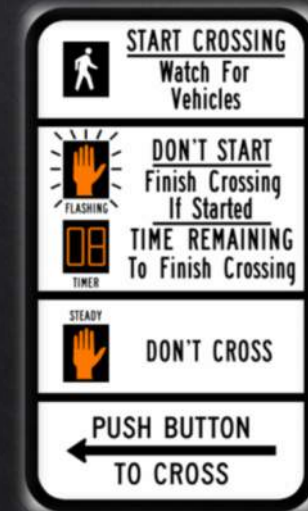 START CROSSING
Watch For
Vehicles
DON'T START
Finish Crossing
If Started
FLASHING
08
TIME REMAINING
To Finish Crossing
TIMER
STEADY
DON'T CROSS
PUSH BUTTON
TO CROSS